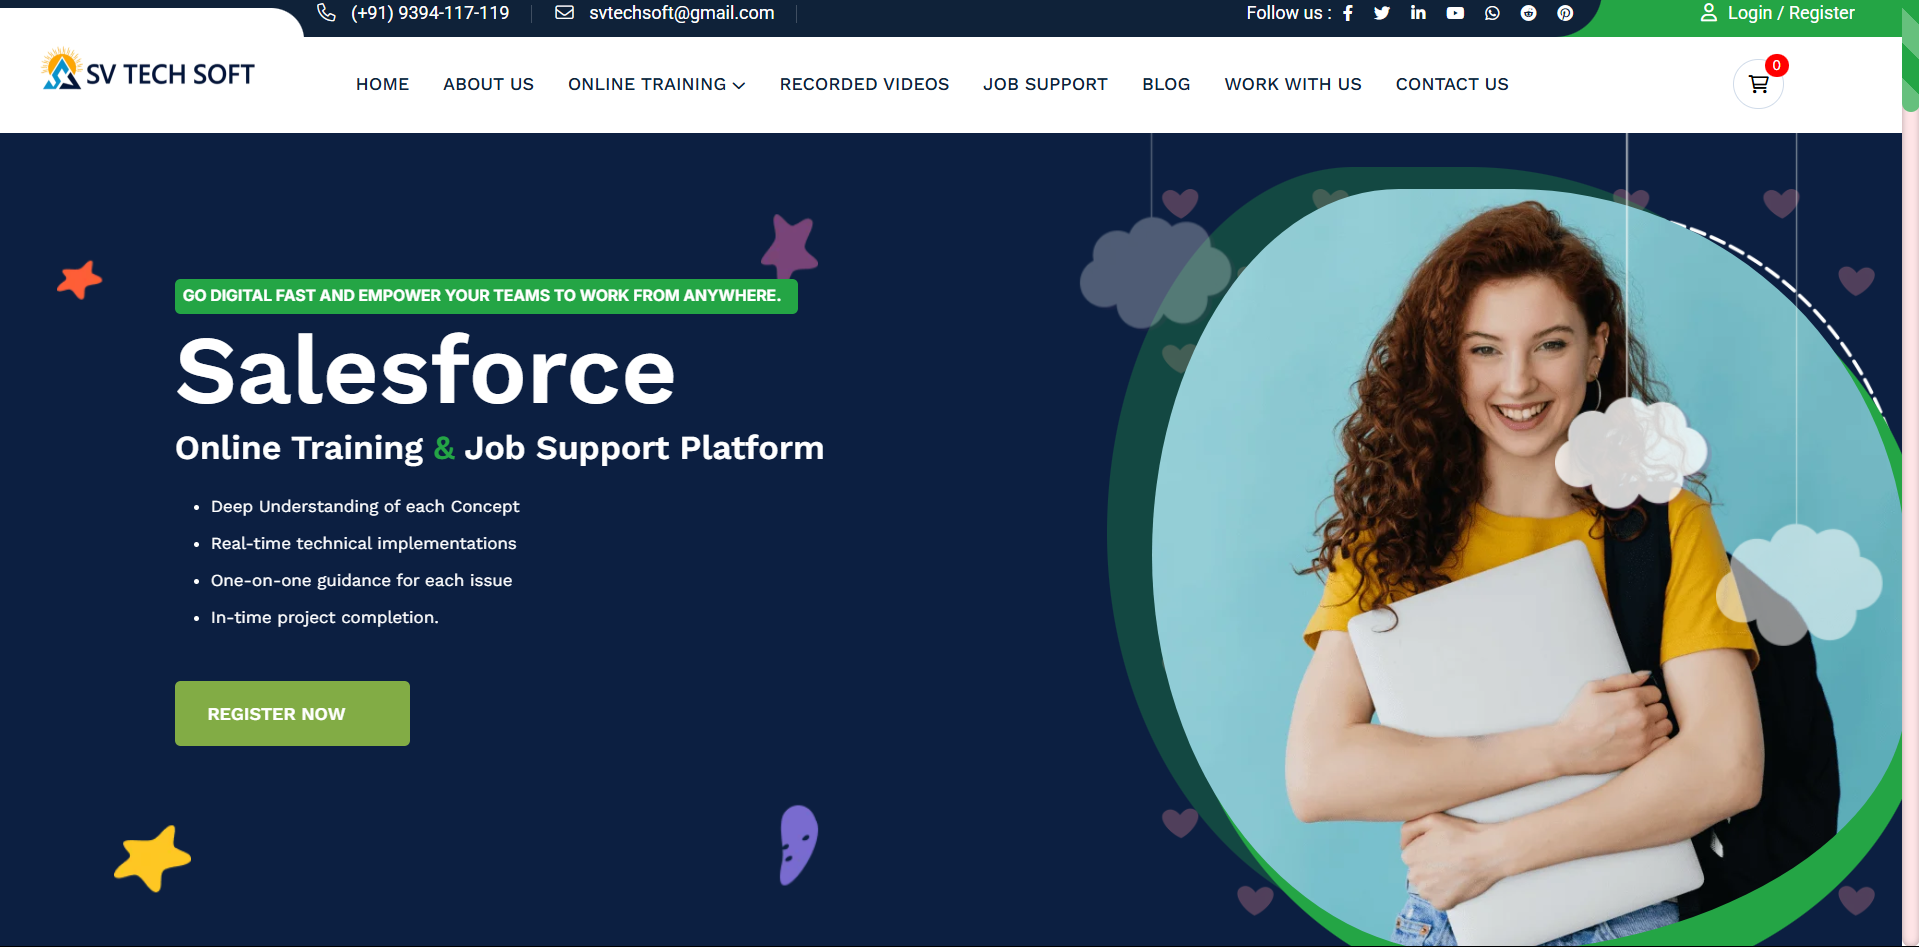 (+91) 9394-117-119
svtechsoft@gmail.com
Follow us :
Login / Register
SV TECH SOFT
HOME
ABOUT US
ONLINE TRAINING
RECORDED VIDEOS
JOB SUPPORT
BLOG
WORK WITH US
CONTACT US
0
GO DIGITAL FAST AND EMPOWER YOUR TEAMS TO WORK FROM ANYWHERE.
Salesforce
Online Training & Job Support Platform
• Deep Understanding of each Concept
• Real-time technical implementations
• One-on-one guidance for each issue
• In-time project completion.
REGISTER NOW